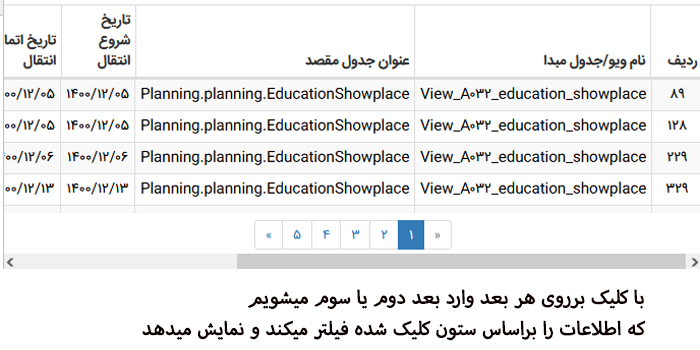 ردیف نام ویو/جدول مبدا عنوان جدول مقصد تاریخ شروع انتقال تاریخ انتقال
۸۹ View_A۰۳۲_education_showplace Planning.planning.EducationShowplace ۱۴۰۰/۱۲/۰۵ ۰۰/۱۲/۰۵
۱۲۸ View_A۰۳۲_education_showplace Planning.planning.EducationShowplace ۱۴۰۰/۱۲/۰۵ ۰۰/۱۲/۰۵
۲۲۹ View_A۰۳۲_education_showplace Planning.planning.EducationShowplace ۱۴۰۰/۱۲/۰۶ ۰۰/۱۲/۰۶
۳۲۹ View_A۰۳۲_education_showplace Planning.planning.EducationShowplace ۱۴۰۰/۱۲/۱۳ ۰۰/۱۲/۱۳
« ۱ ۲ ۳ ۴ ۵ »
با کلیک برروی هر بعد وارد بعد دوم یا سوم میشویم
که اطلاعات را براساس ستون کلیک شده فیلتر میکند و نمایش میدهد